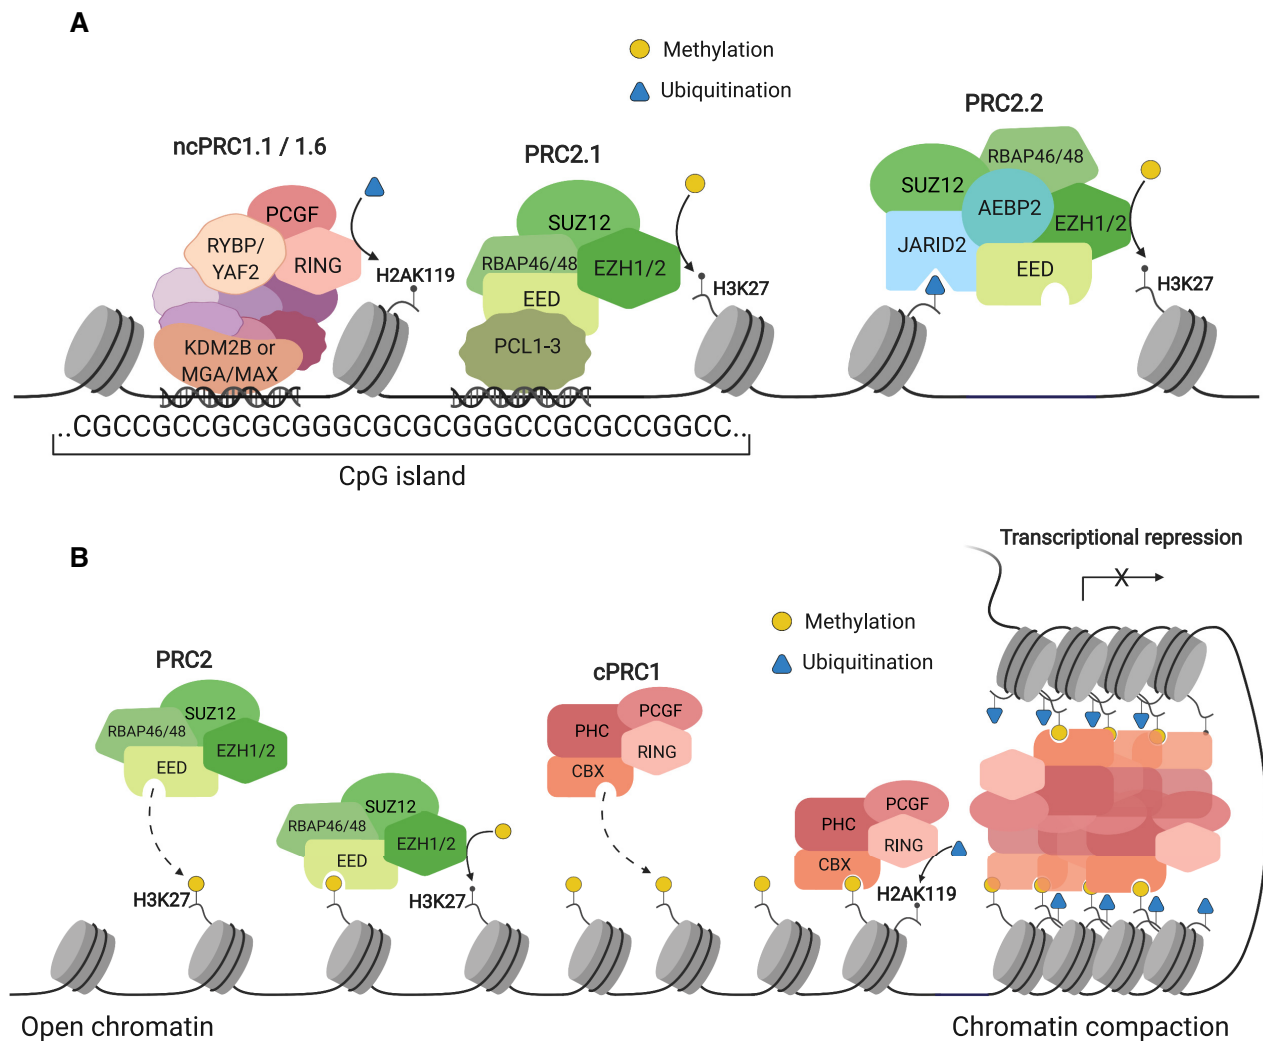 A
Methylation
Ubiquitination
ncPRC1.1 / 1.6
PCGF
RYBP/
YAF2
RING
H2AK119
KDM2B or
MGA/MAX
PRC2.1
SUZ12
RBAP46/48
EZH1/2
EED
PCL1-3
H3K27
PRC2.2
RBAP46/48
SUZ12
AEBP2
EZH1/2
JARID2
EED
H3K27
..CGCCGCCGCGCGGGCGCGCGGGCCGCGCCGGCC..
CpG island
B
Transcriptional repression
X
Methylation
Ubiquitination
PRC2
SUZ12
RBAP46/48
EZH1/2
EED
H3K27
SUZ12
RBAP46/48
EZH1/2
EED
H3K27
cPRC1
PCGF
PHC
RING
CBX
PCGF
PHC
RING
CBX
H2AK119
Open chromatin
Chromatin compaction